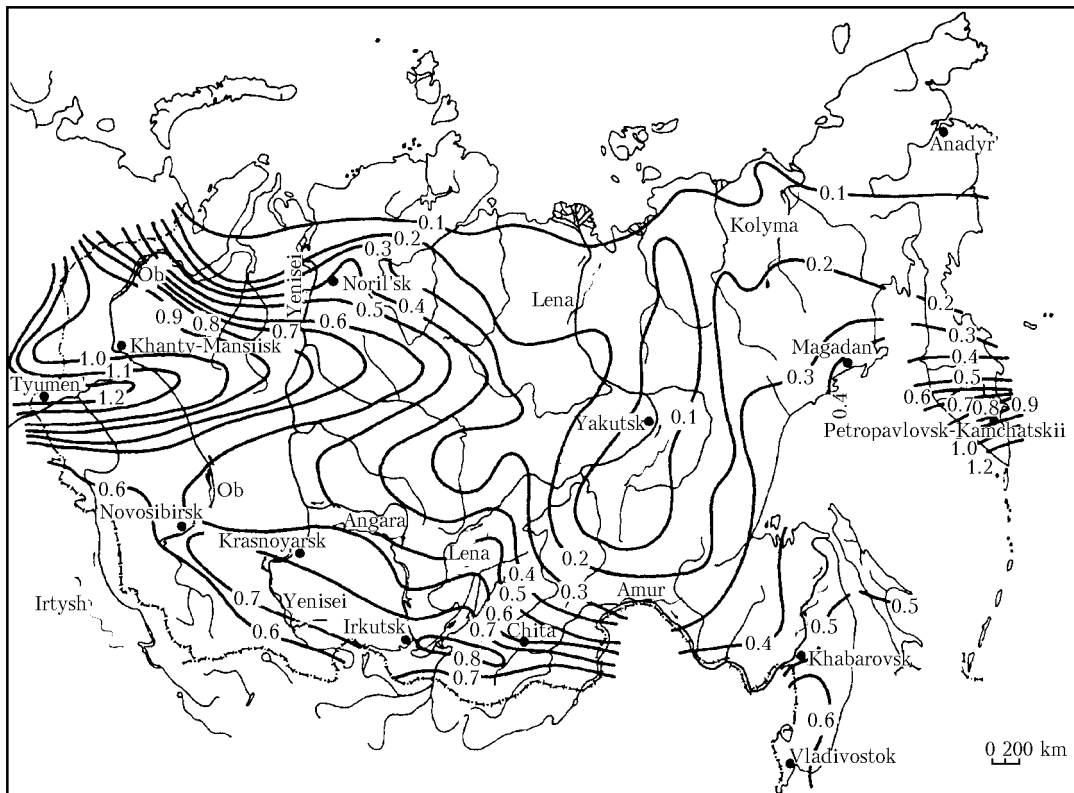 Anadyr'
0.1
0.1
Kolyma
0.2
0.3
0.2
Ob
Yenisei
Noril'sk
0.2
Lena
0.4
0.5
0.3
0.9
0.8
0.7
0.6
Khanty-Mansiisk
Magadan
1.0
0.4
1.1
0.5
Tyumen'
1.2
0.3
0.6
0.7
0.8
0.9
0.4
Yakutsk
0.1
Petropavlovsk-Kamchatskii
1.0
1.2
0.6
Ob
Novosibirsk
Angara
Krasnoyarsk
Lena
0.2
0.4
0.3
0.5
Amur
Irtysh
0.7
Yenisei
0.6
0.5
0.6
Irkutsk
0.7
Chita
0.5
0.4
0.8
Khabarovsk
0.7
0.6
Vladivostok
0 200 km